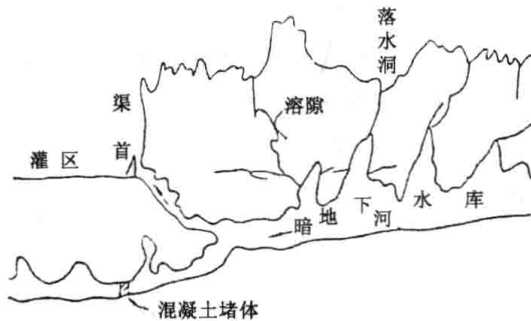 落水洞
渠首
溶隙
灌区
暗地下河水库
混凝土堵体